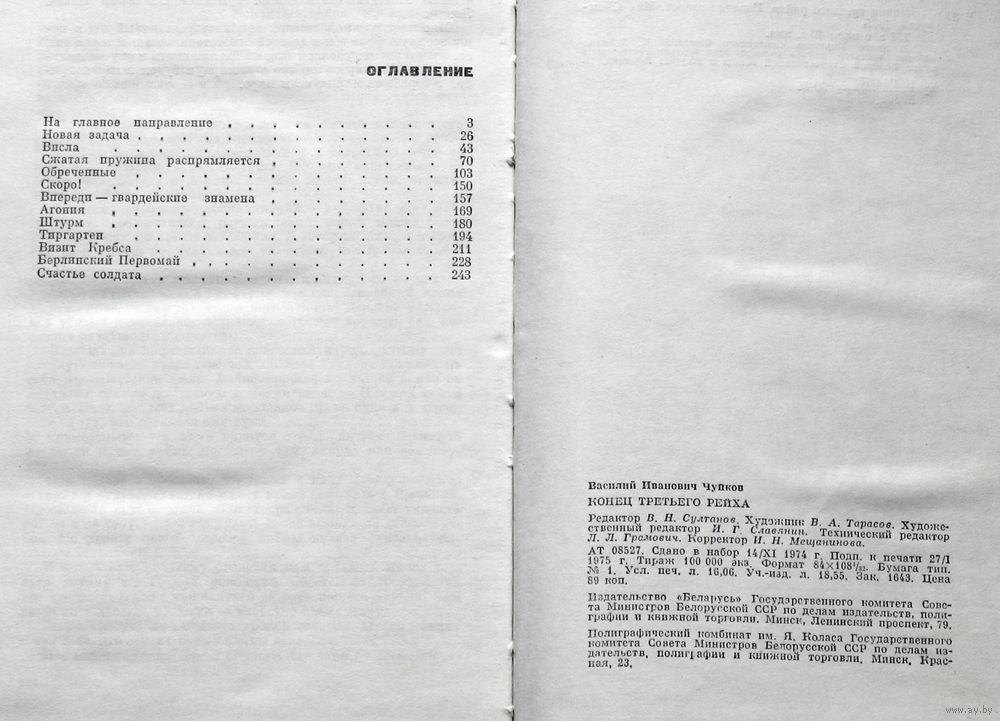 ОГЛАВЛЕНИЕ
На главное направление . . . . . . . . . . 3
Новая задача . . . . . . . . . . . . . . 26
Висла . . . . . . . . . . . . . . . 43
Сжатая пружина распрямляется . . . . . . . . 70
Обреченные . . . . . . . . . . . . . 103
Скоро! . . . . . . . . . . . . . . . 150
Впереди — гвардейские знамена . . . . . . . . 157
Агония . . . . . . . . . . . . . . . 169
Штурм . . . . . . . . . . . . . . . 180
Тиргартен . . . . . . . . . . . . . . 194
Визит Кребса . . . . . . . . . . . . . 211
Берлинский Первомай . . . . . . . . . . . 228
Счастье солдата . . . . . . . . . . . . 243
Василий Иванович Чуйков
КОНЕЦ ТРЕТЬЕГО РЕЙХА
Редактор В. Н. Султанов. Художник В. А. Тарасов. Художе-
ственный редактор И. Г. Славянин. Технический редактор
Л. Л. Грамович. Корректор И. Н. Мещанинова.
АТ 08527. Сдано в набор 14/XI 1974 г. Подп. к печати 27/I
1975 г. Тираж 100 000 экз. Формат 84×108¹/₃₂. Бумага тип.
№ 1. Усл. печ. л. 16,06. Уч.-изд. л. 18,55. Зак. 1643. Цена
89 коп.
Издательство «Беларусь» Государственного комитета Сове-
та Министров Белорусской ССР по делам издательств, поли-
графии и книжной торговли. Минск, Ленинский проспект, 79.
Полиграфический комбинат им. Я. Коласа Государственного
комитета Совета Министров Белорусской ССР по делам из-
дательств, полиграфии и книжной торговли. Минск, Крас-
ная, 23.
www.ay.by